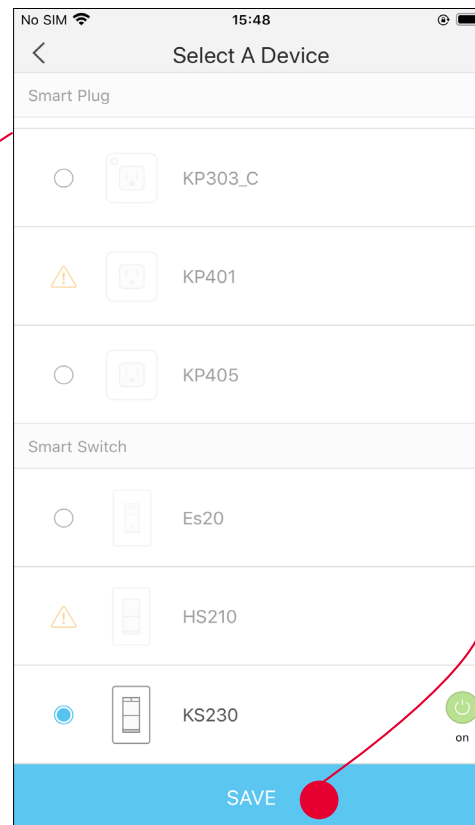 No SIM 15:48
Select A Device
Smart Plug
KP303_C
KP401
KP405
Smart Switch
Es20
HS210
KS230
on
SAVE